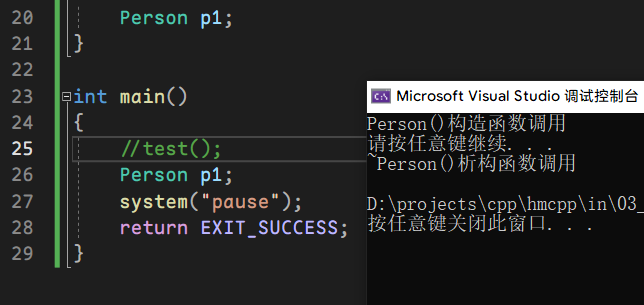 20 Person p1;
21 }
22
23 int main()
24 {
25 //test();
26 Person p1;
27 system("pause");
28 return EXIT_SUCCESS;
29 }
C:\ Microsoft Visual Studio 调试控制台
Person()构造函数调用
请按任意键继续. . .
~Person()析构函数调用
D:\projects\cpp\hmcpp\in\03_
按任意键关闭此窗口. . .